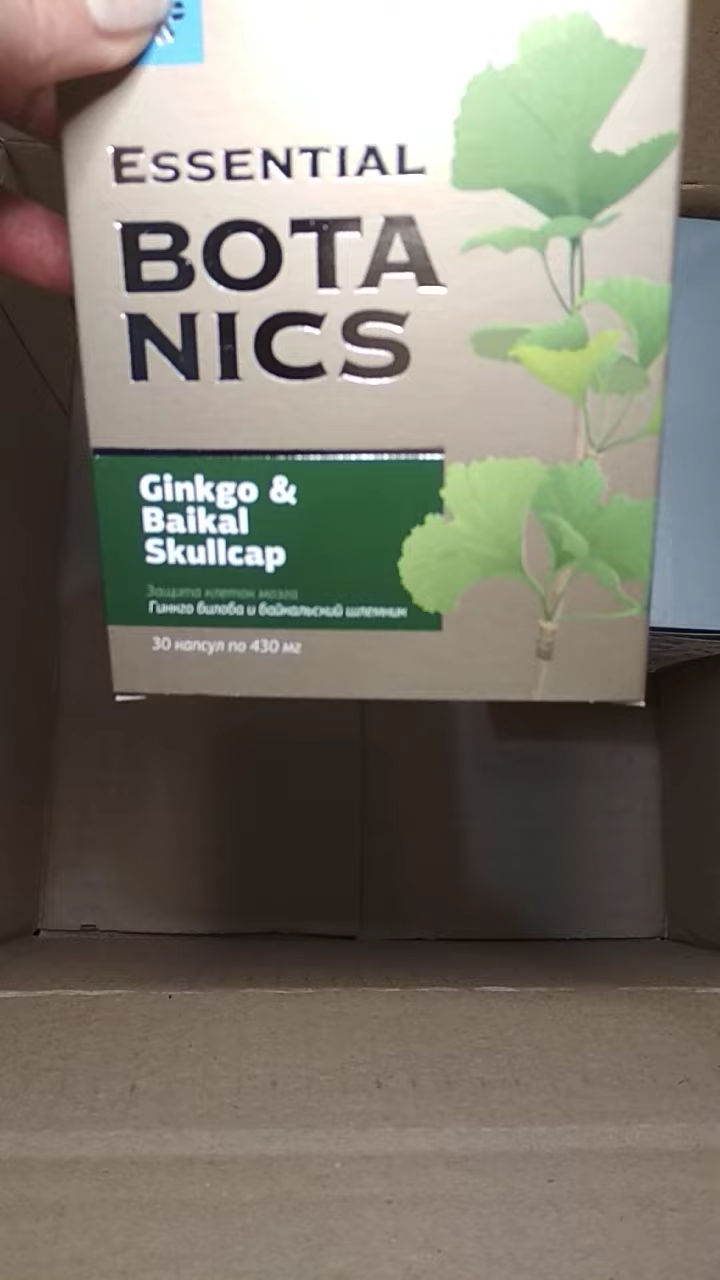 ESSENTIAL
BOTA
NICS
Ginkgo &
Baikal
Skullcap
Защита клеток мозга
Гинкго билоба и байкальский шлемник
30 капсул по 430 мг